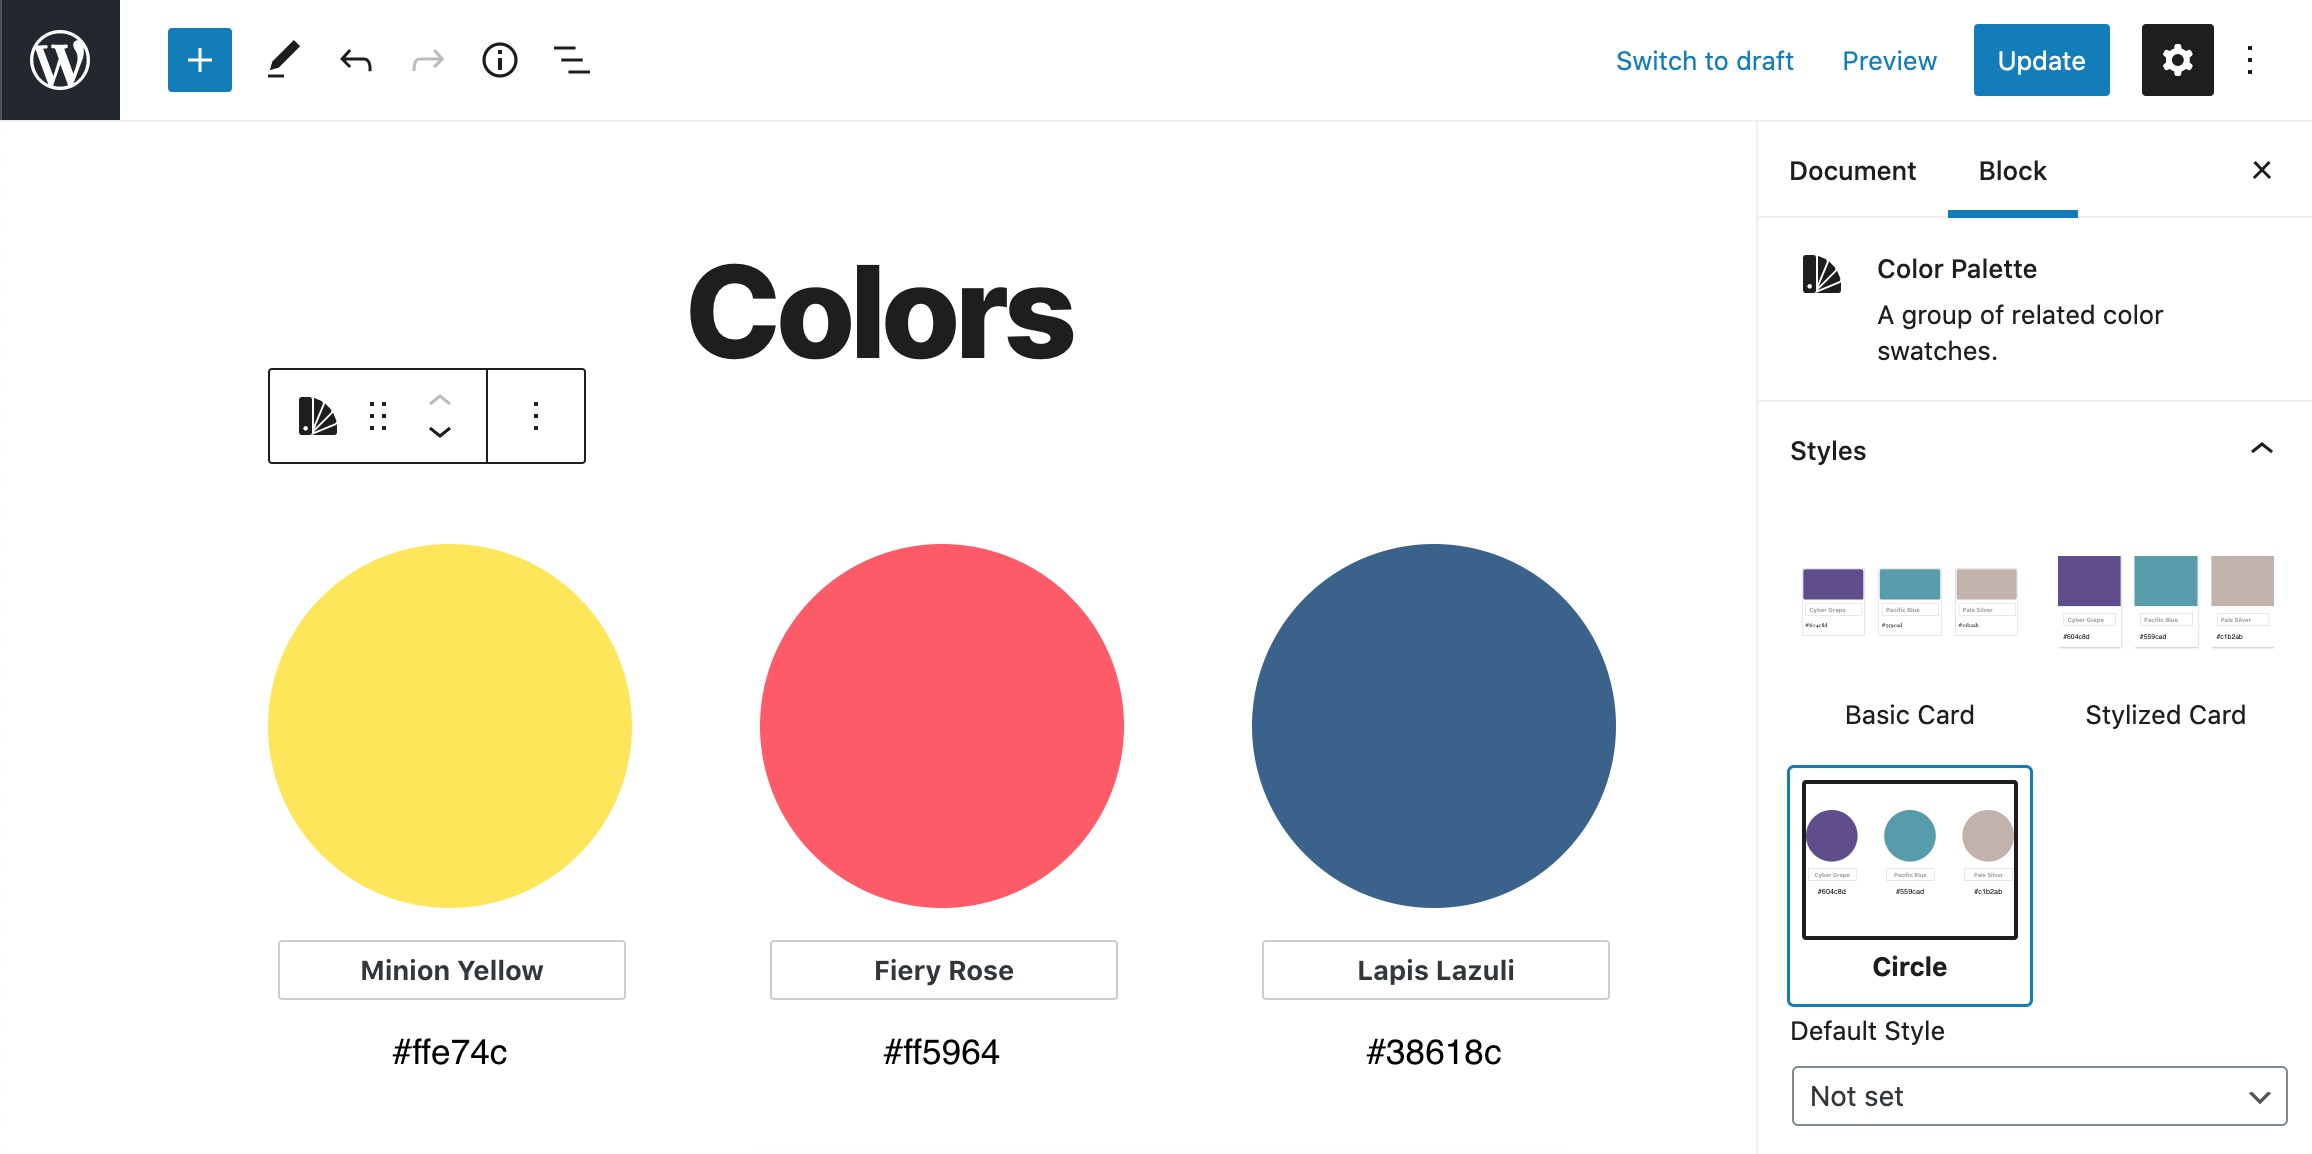 Switch to draft
Preview
Update
Document
Block
Color Palette
A group of related color
swatches.
Colors
Styles
Cyber Grape
Pacific Blue
Pale Silver
#604c8d
#559cad
#c1b2ab
Cyber Grape
Pacific Blue
Pale Silver
#604c8d
#559cad
#c1b2ab
Basic Card
Stylized Card
Cyber Grape
Pacific Blue
Pale Silver
#604c8d
#559cad
#c1b2ab
Circle
Minion Yellow
Fiery Rose
Lapis Lazuli
#ffe74c
#ff5964
#38618c
Default Style
Not set